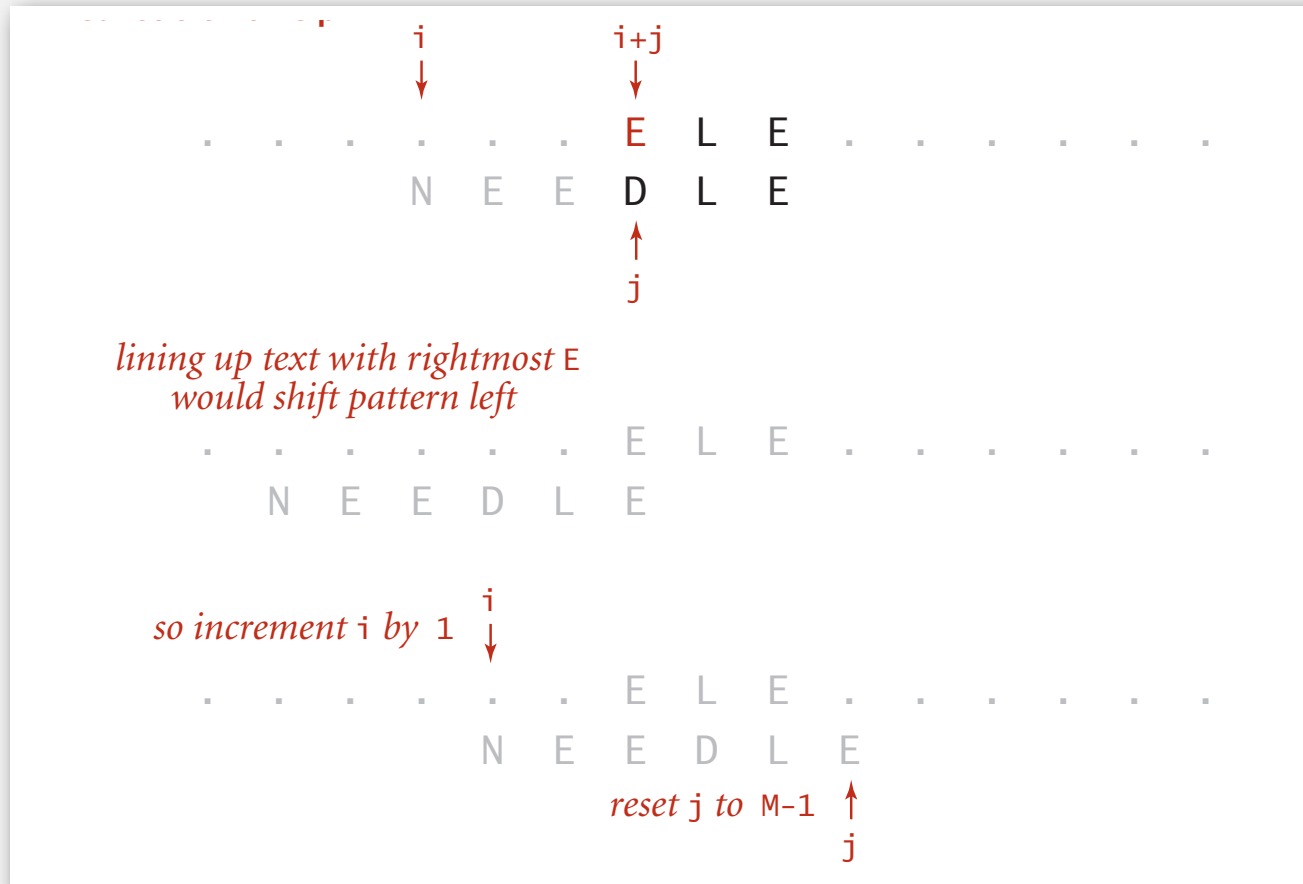 i i+j
. . . . . . E L E . . . . . .
N E E D L E
j
lining up text with rightmost E
would shift pattern left
. . . . . . E L E . . . . . .
N E E D L E
i
so increment i by 1
. . . . . . E L E . . . . . .
N E E D L E
reset j to M-1
j